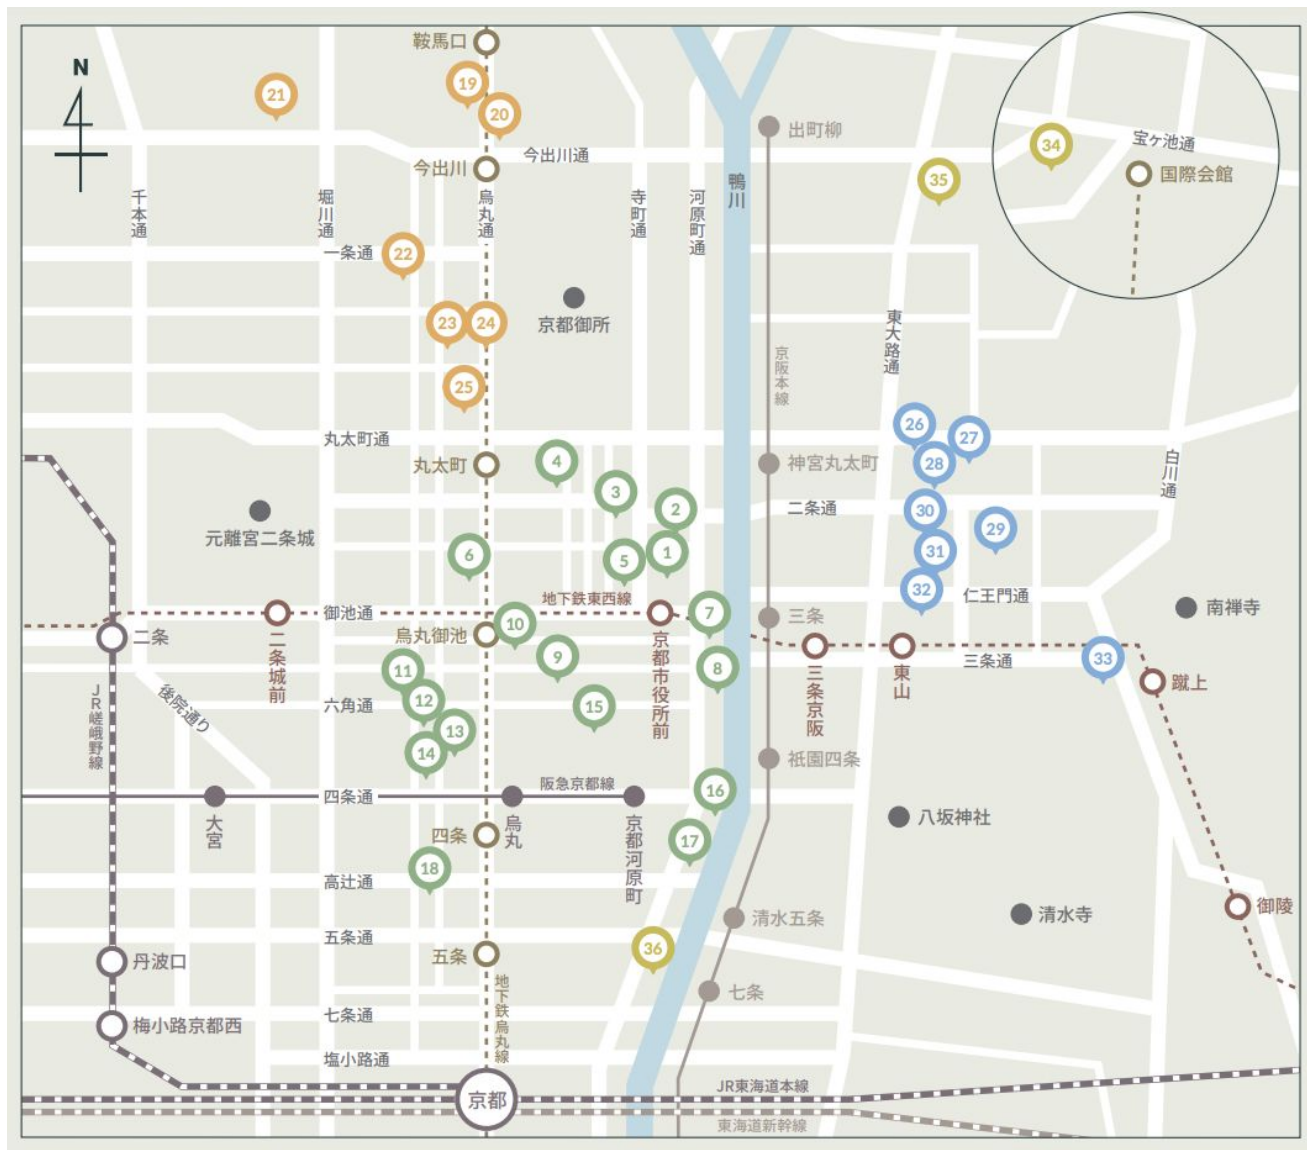 鞍馬口
N
19
21
20
宝ヶ池通
34
出町柳
今出川通
今出川
国際会館
35
千本通
堀川通
烏丸通
寺町通
河原町通
鴨川
一条通
22
京都御所
23
24
東大路通
京阪本線
25
26
27
丸太町通
丸太町
4
神宮丸太町
28
白川通
3
元離宮二条城
2
二条通
30
29
6
5
1
31
32
地下鉄東西線
仁王門通
御池通
7
三条
南禅寺
10
烏丸御池
二条
二条城前
京都市役所前
三条京阪
東山
9
三条通
33
11
8
蹴上
12
六角通
15
後院通り
JR嵯峨野線
13
14
祇園四条
阪急京都線
四条通
16
大宮
烏丸
京都河原町
八坂神社
四条
17
18
高辻通
御陵
清水寺
清水五条
五条通
36
五条
丹波口
地下鉄烏丸線
七条
七条通
梅小路京都西
塩小路通
京都
JR東海道本線
東海道新幹線